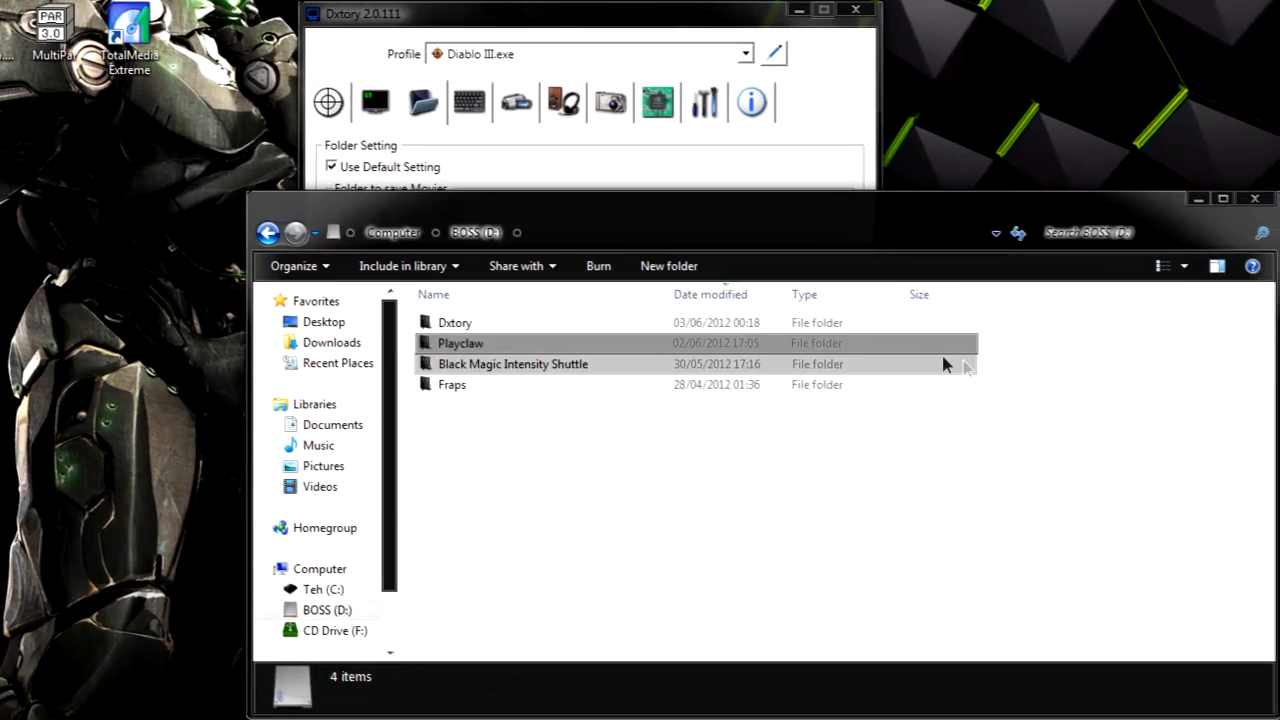 PAR
3.0
MultiPar
....
TotalMedia
Extreme
Dxtory 2.0.111
Profile
Diablo III.exe
Folder Setting
Use Default Setting
Folder to save Movies
Computer
BOSS (D:)
Search BOSS (D:)
Organize
Include in library
Share with
Burn
New folder
Name Date modified Type Size
Dxtory 03/06/2012 00:18 File folder
Playclaw 02/06/2012 17:05 File folder
Black Magic Intensity Shuttle 30/05/2012 17:16 File folder
Fraps 28/04/2012 01:36 File folder
Favorites
Desktop
Downloads
Recent Places
Libraries
Documents
Music
Pictures
Videos
Homegroup
Computer
Teh (C:)
BOSS (D:)
CD Drive (F:)
4 items